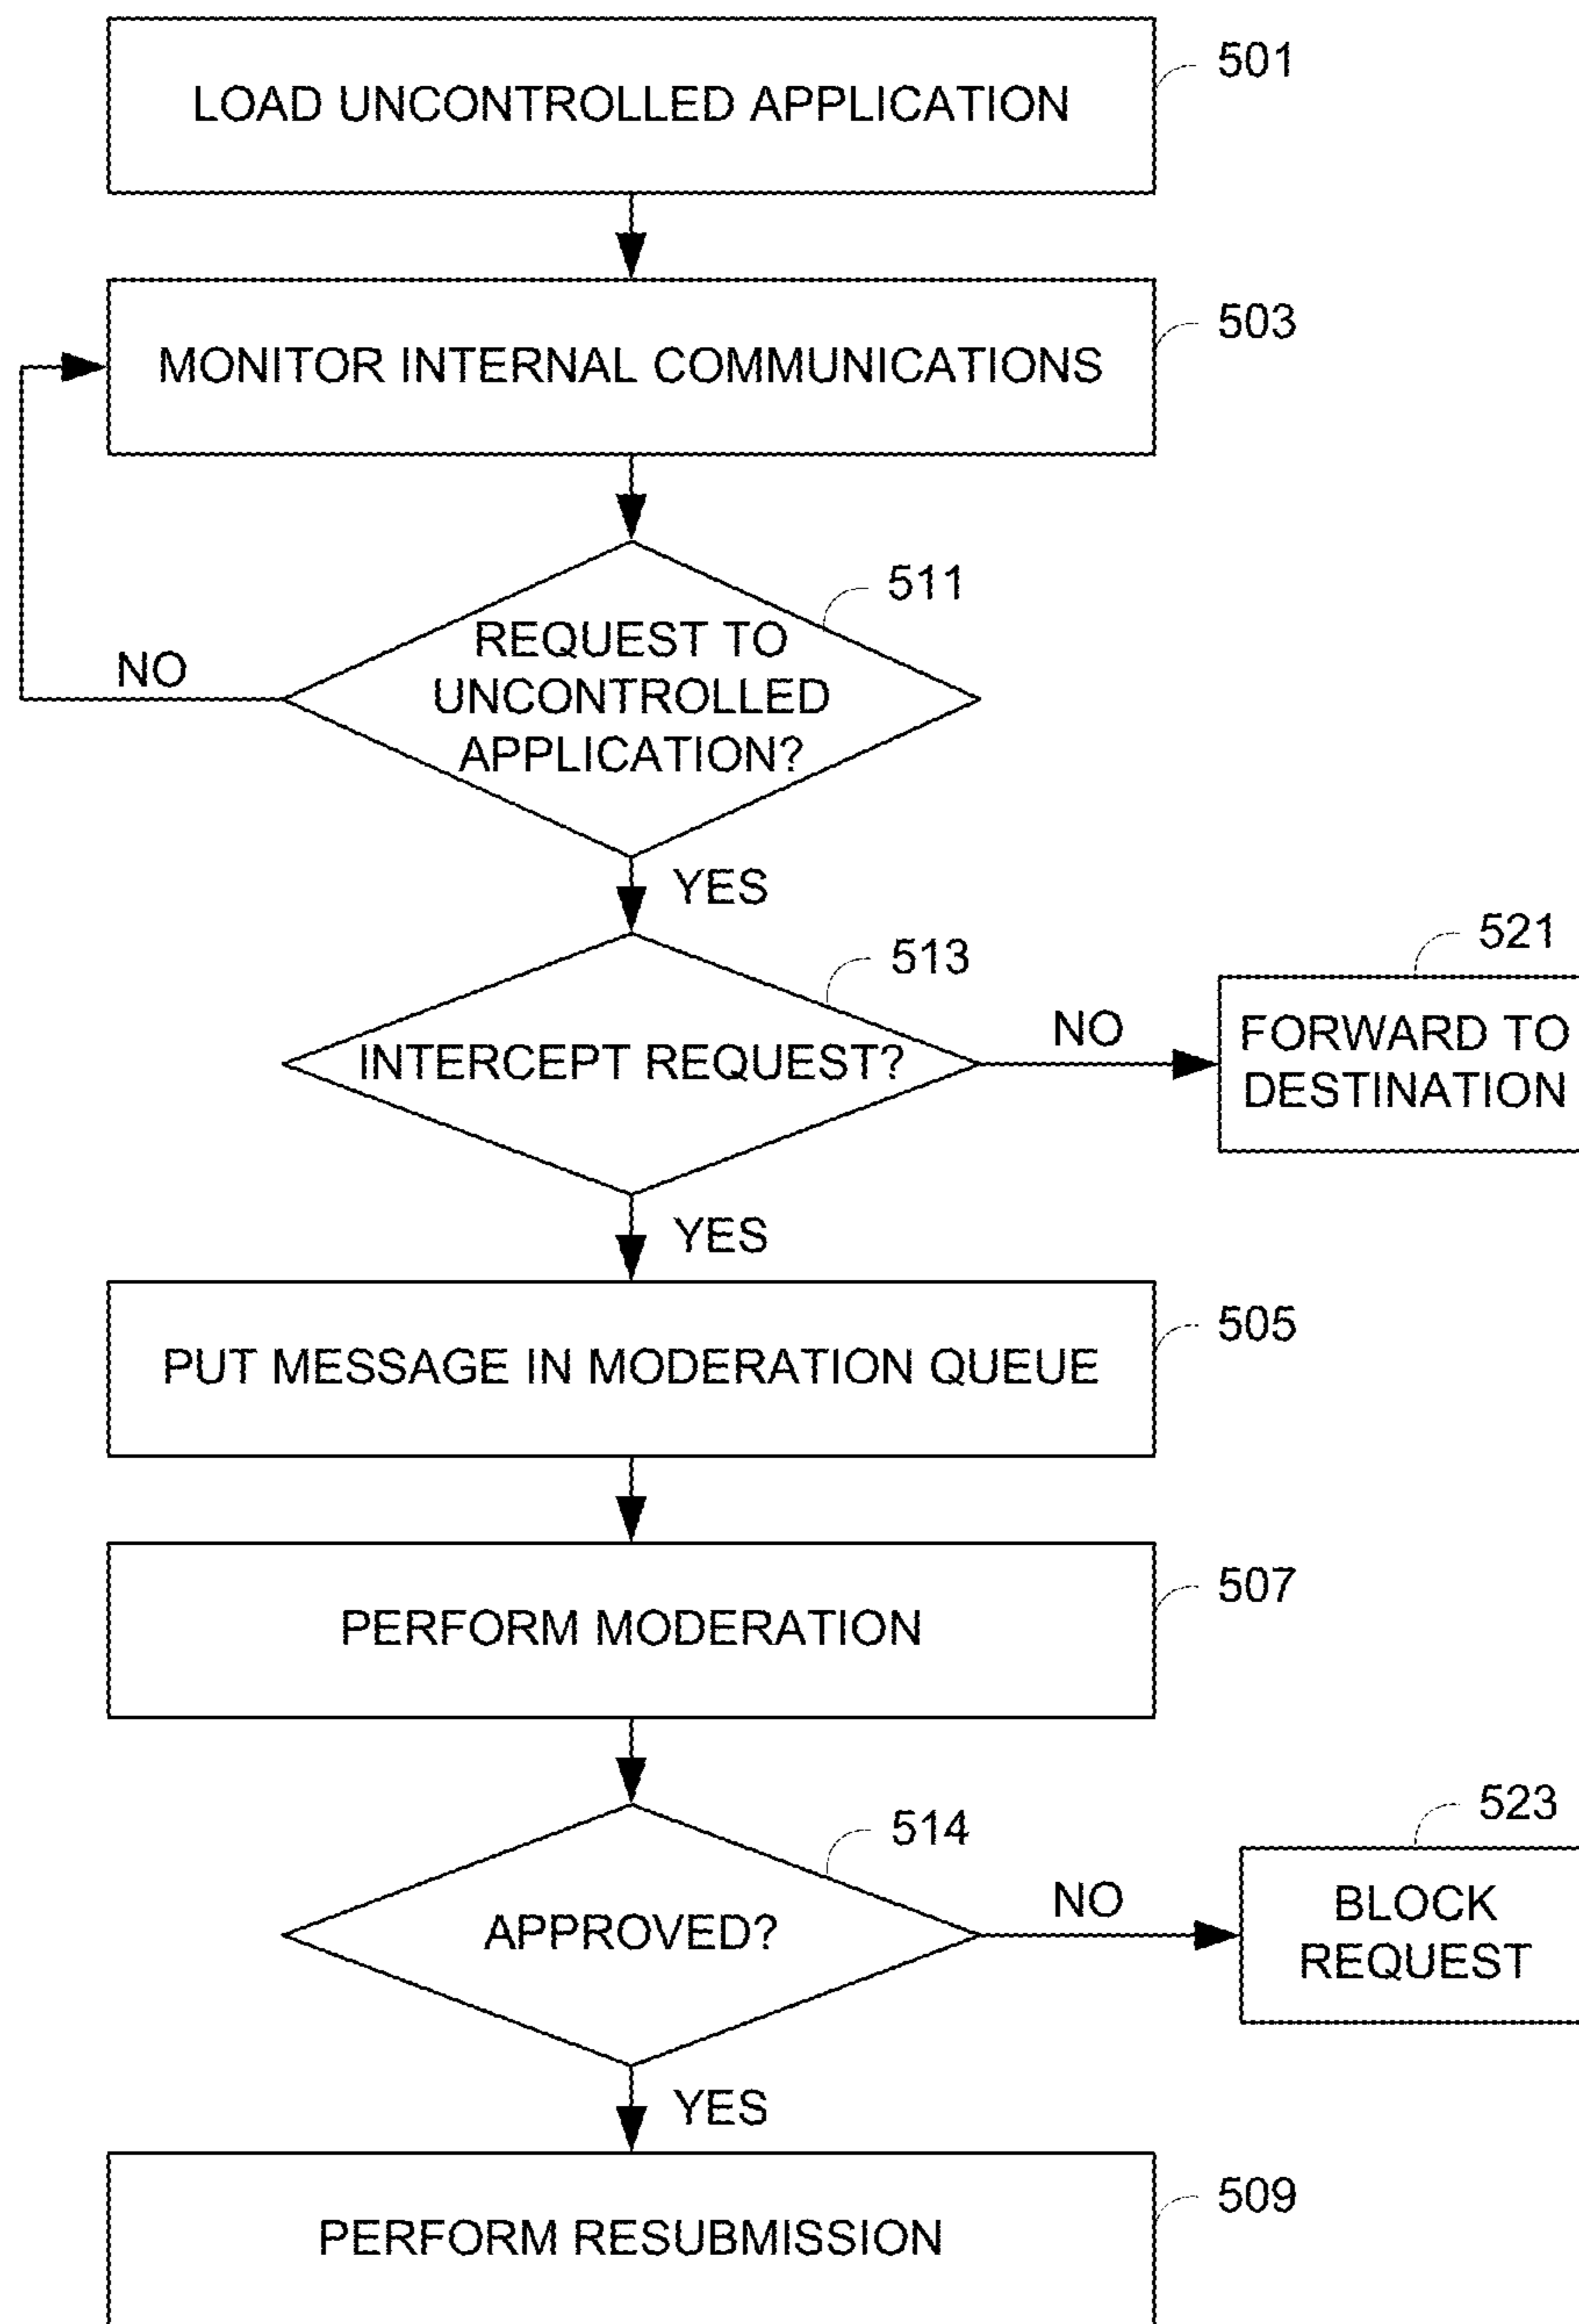 LOAD UNCONTROLLED APPLICATION
501
MONITOR INTERNAL COMMUNICATIONS
503
REQUEST TO
UNCONTROLLED
APPLICATION?
511
NO
YES
INTERCEPT REQUEST?
513
NO
521
FORWARD TO
DESTINATION
YES
PUT MESSAGE IN MODERATION QUEUE
505
PERFORM MODERATION
507
APPROVED?
514
NO
523
BLOCK
REQUEST
YES
PERFORM RESUBMISSION
509